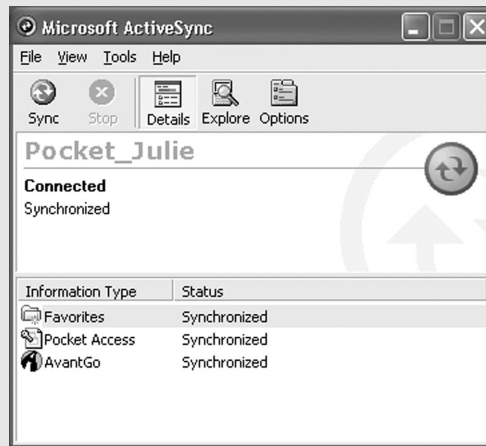 Microsoft ActiveSync
File View Tools Help
Sync Stop Details Explore Options
Pocket_Julie
Connected
Synchronized
Information Type Status
Favorites Synchronized
Pocket Access Synchronized
AvantGo Synchronized